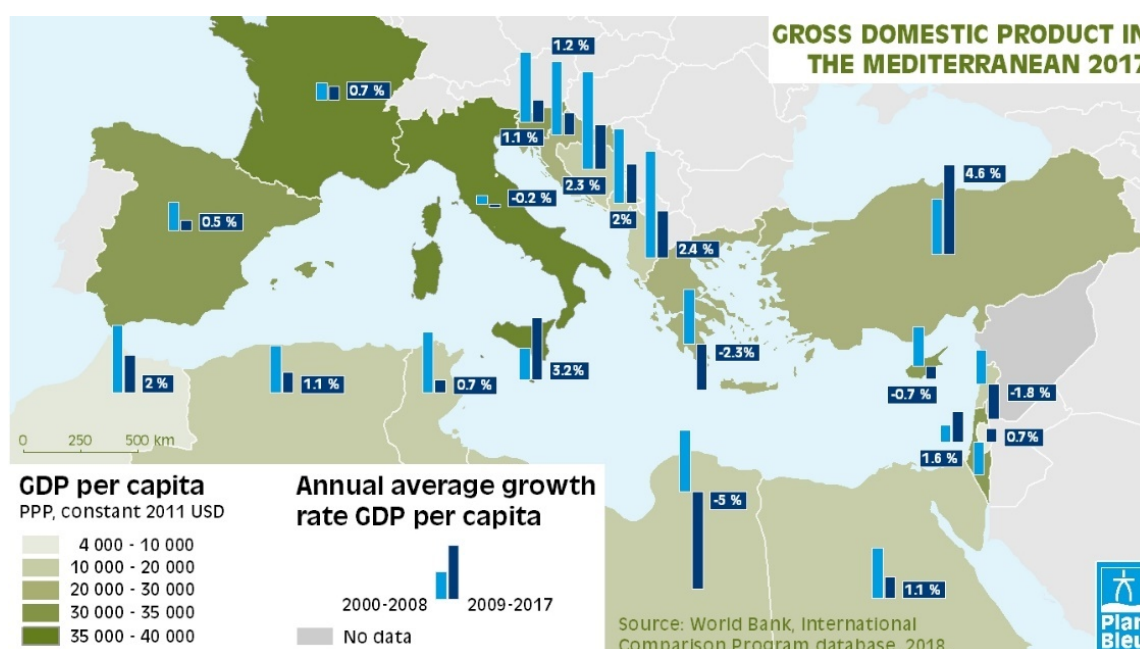 GROSS DOMESTIC PRODUCT IN
THE MEDITERRANEAN 2017
1.2 %
0.7 %
1.1 %
4.6 %
2.3 %
-0.2 %
0.5 %
2%
2.4 %
-2.3%
2 %
1.1 %
0.7 %
3.2%
-0.7 %
-1.8 %
0.7%
1.6 %
0 250 500 km
-5 %
1.1 %
GDP per capita
PPP, constant 2011 USD
4 000 - 10 000
10 000 - 20 000
20 000 - 30 000
30 000 - 35 000
35 000 - 40 000
Annual average growth
rate GDP per capita
2000-2008 2009-2017
No data
Source: World Bank, International
Comparison Program database, 2018
Plan
Bleu